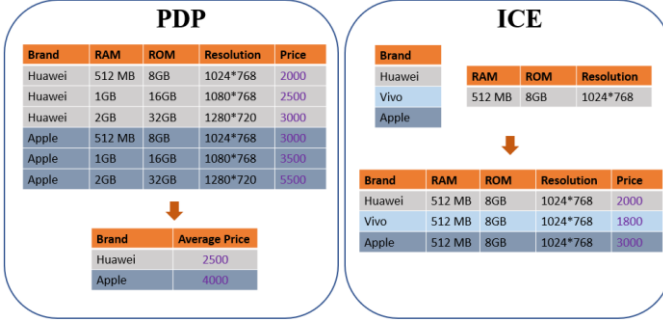 PDP
Brand RAM ROM Resolution Price
Huawei 512 MB 8GB 1024*768 2000
Huawei 1GB 16GB 1080*768 2500
Huawei 2GB 32GB 1280*720 3000
Apple 512 MB 8GB 1024*768 3000
Apple 1GB 16GB 1080*768 3500
Apple 2GB 32GB 1280*720 5500
Brand Average Price
Huawei 2500
Apple 4000
ICE
Brand
Huawei
Vivo
Apple
RAM ROM Resolution
512 MB 8GB 1024*768
Brand RAM ROM Resolution Price
Huawei 512 MB 8GB 1024*768 2000
Vivo 512 MB 8GB 1024*768 1800
Apple 512 MB 8GB 1024*768 3000